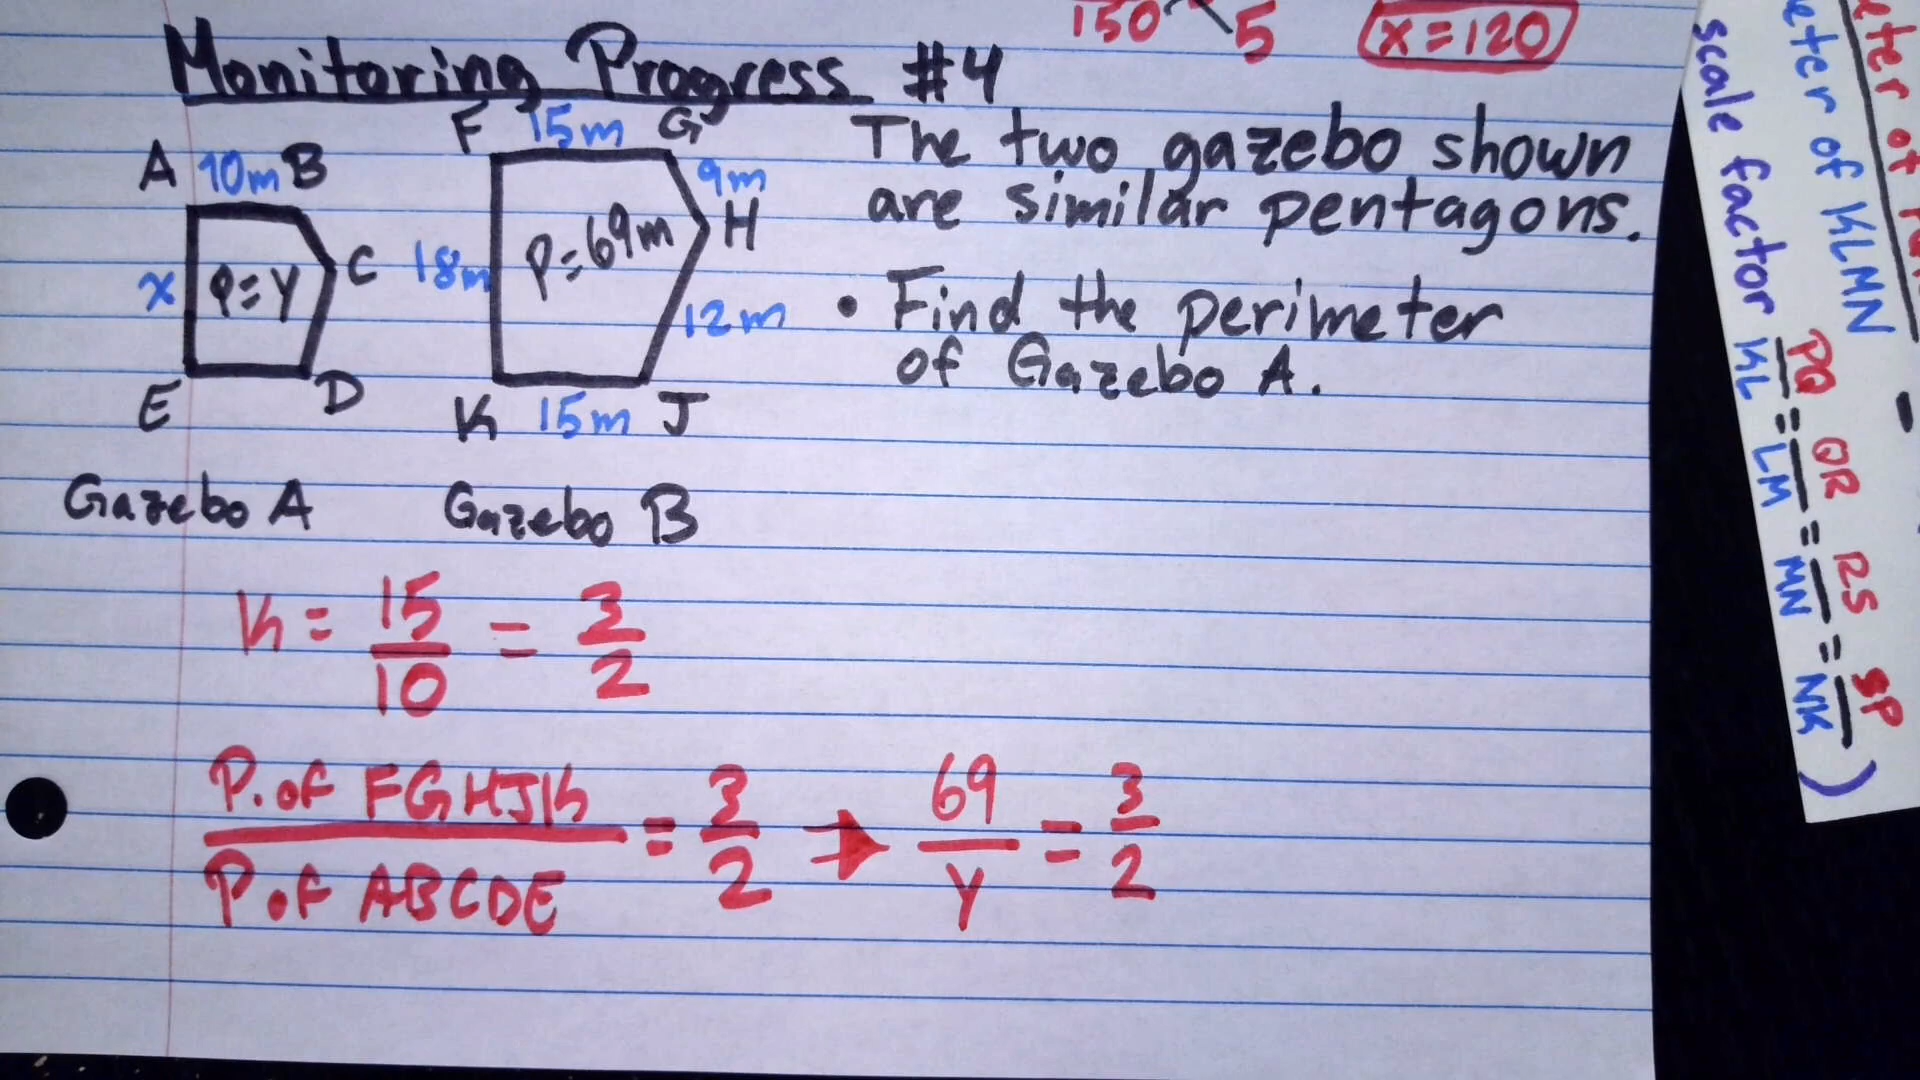 150 5 x=120
Monitoring Progress #4
The two gazebo shown
are similar pentagons.
• Find the perimeter
of Gazebo A.
A 10m B
x P=Y C
E D
F 15m G
9m
H
18m P=69m
12m
K 15m J
Gazebo A Gazebo B
K = 15/10 = 3/2
P. of FGHJK / P. of ABCDE = 3/2 → 69/Y = 3/2
eter of
eter of KLMN
scale factor PQ/KL = QR/LM = RS/MN = SP/NK )